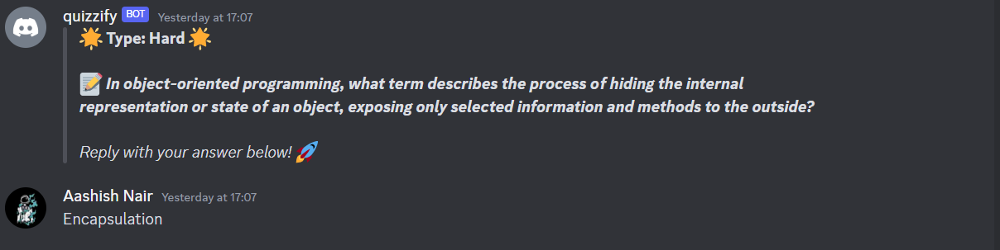 quizzify BOT Yesterday at 17:07
🌟 Type: Hard 🌟
📝 In object-oriented programming, what term describes the process of hiding the internal
representation or state of an object, exposing only selected information and methods to the outside?
Reply with your answer below! 🚀
Aashish Nair Yesterday at 17:07
Encapsulation